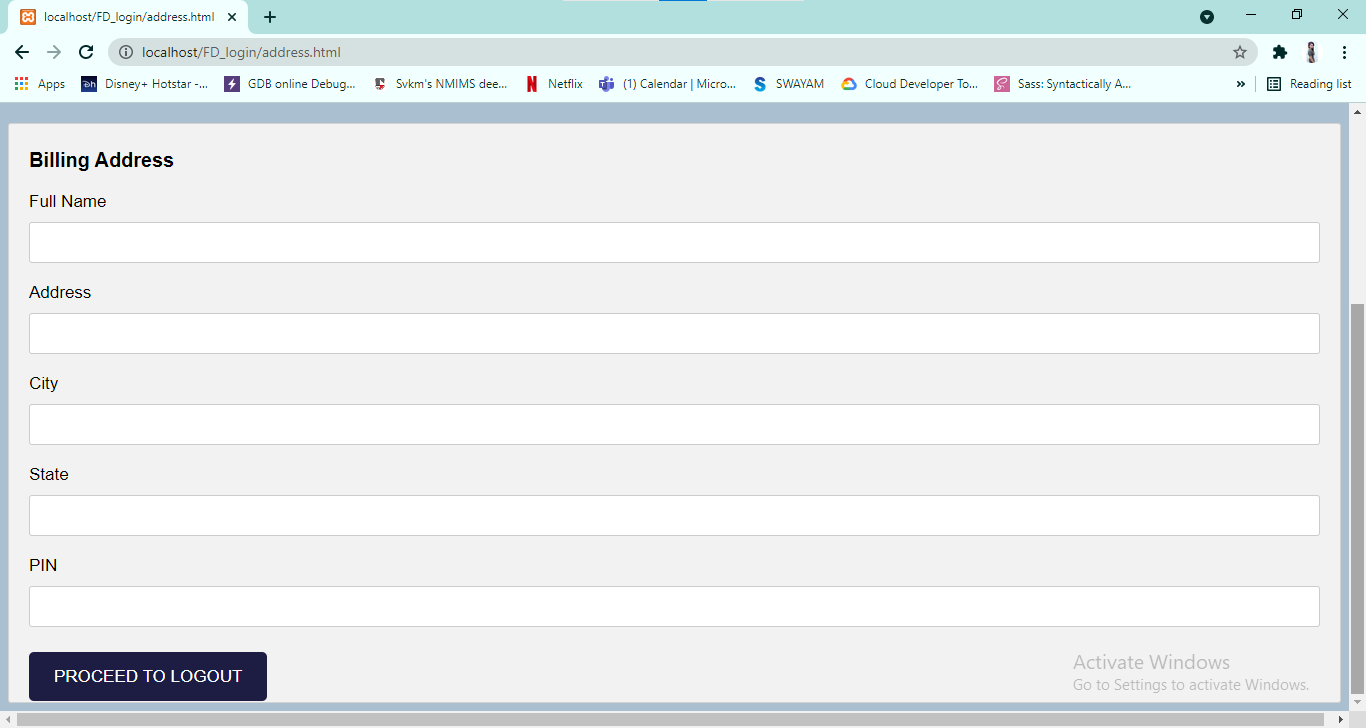 localhost/FD_login/address.html
localhost/FD_login/address.html
Apps Disney+ Hotstar -... GDB online Debug... Svkm's NMIMS dee... Netflix (1) Calendar | Micro... SWAYAM Cloud Developer To... Sass: Syntactically A... » Reading list
Billing Address
Full Name
Address
City
State
PIN
PROCEED TO LOGOUT
Activate Windows
Go to Settings to activate Windows.